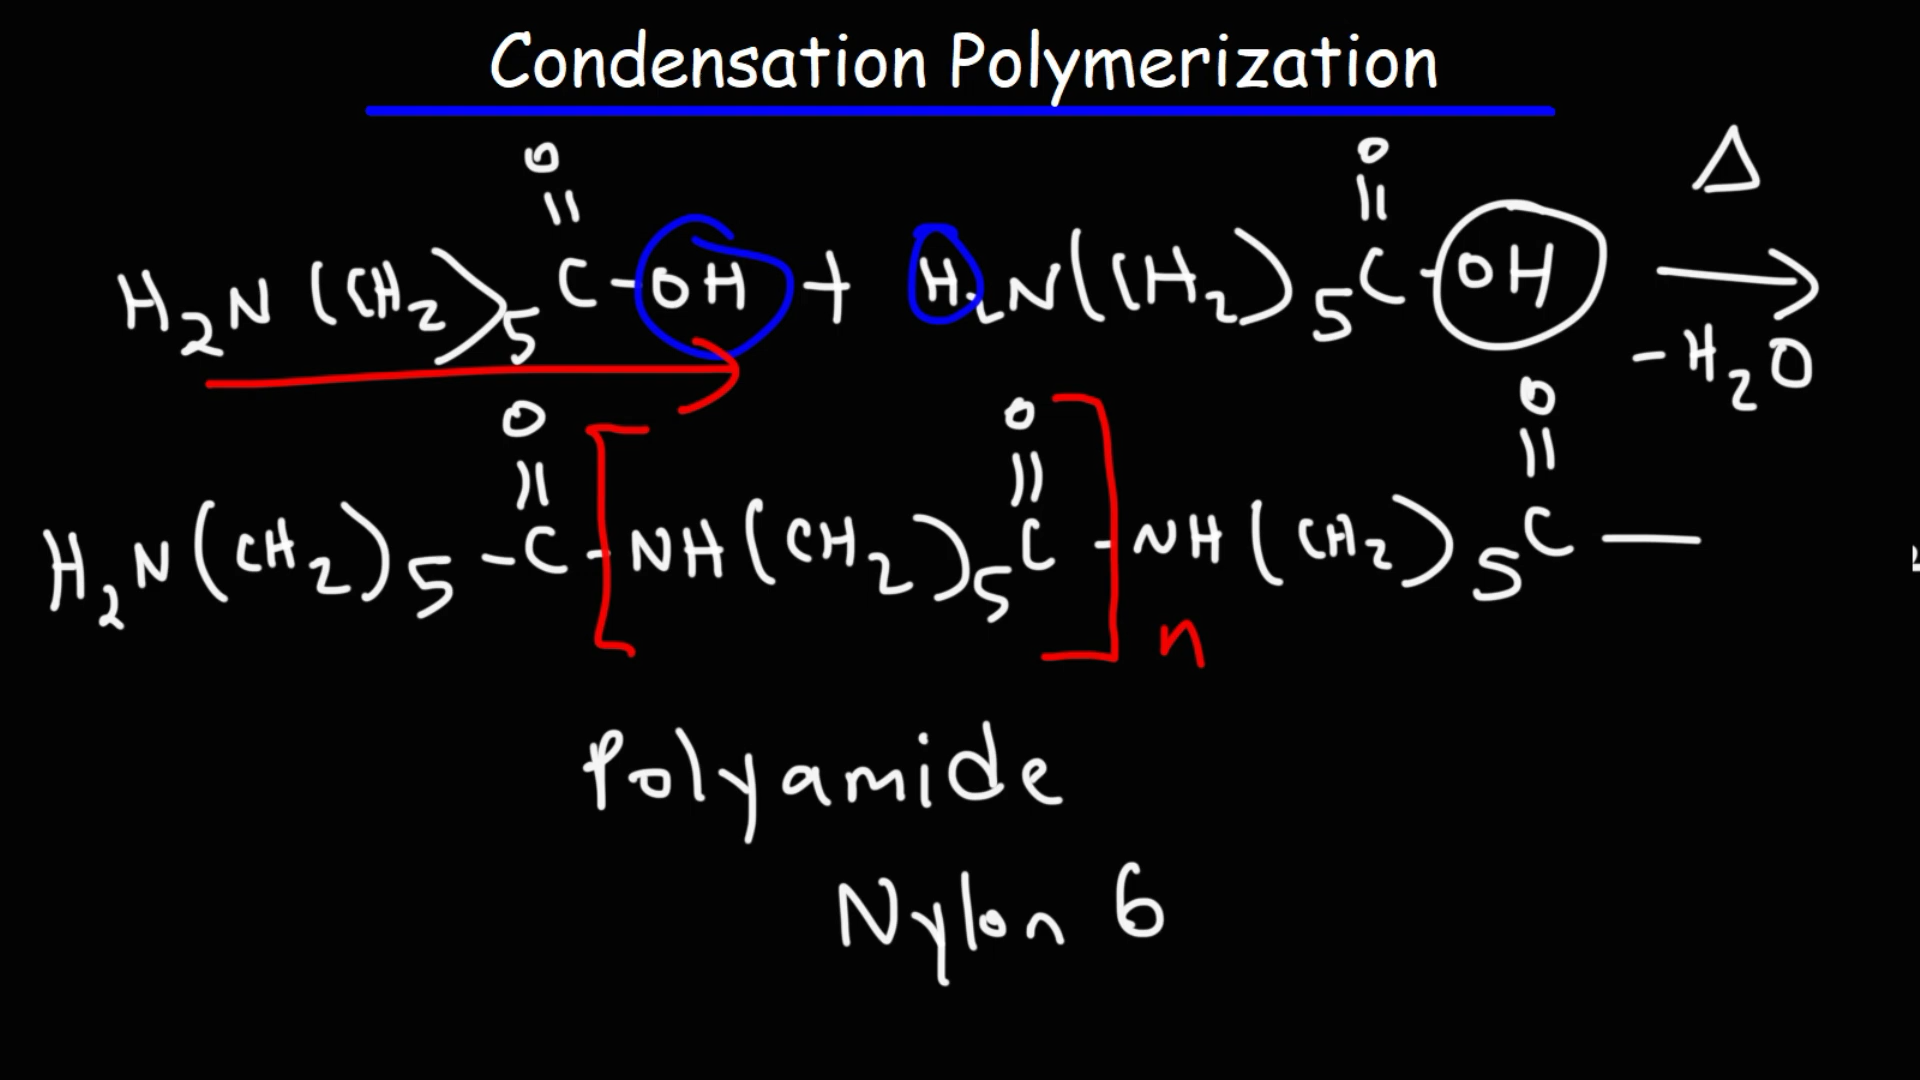 Condensation Polymerization
O O Δ
|| ||
H₂N(CH₂)₅C-OH + H₂N(CH₂)₅C-OH →
-H₂O
O O O
|| || ||
H₂N(CH₂)₅-C-[NH(CH₂)₅C]-NH(CH₂)₅C—
n
Polyamide
Nylon 6